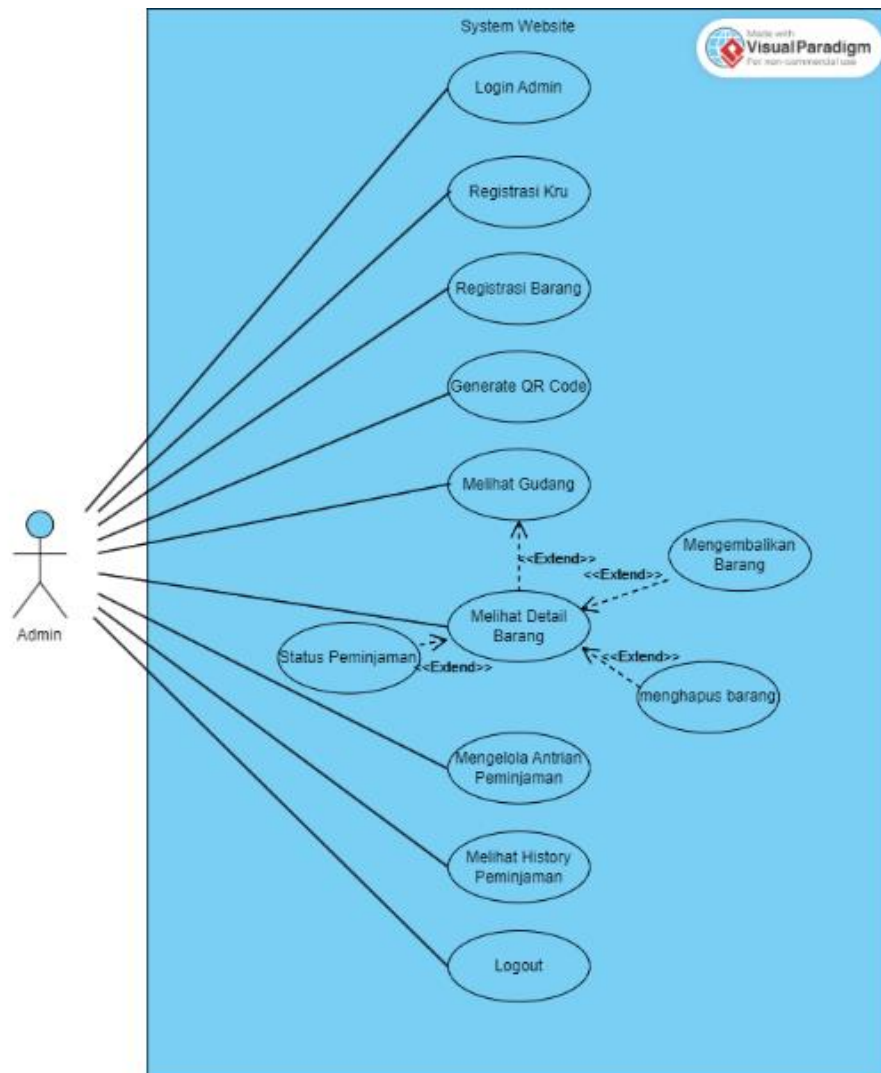 System Website
Made with
VisualParadigm
For non-commercial use
Login Admin
Registrasi Kru
Registrasi Barang
Generate QR Code
Melihat Gudang
<<Extend>>
Mengembalikan
Barang
<<Extend>>
Melihat Detail
Barang
Status Peminjaman
<<Extend>>
<<Extend>>
menghapus barang
Admin
Mengelola Antrian
Peminjaman
Melihat History
Peminjaman
Logout